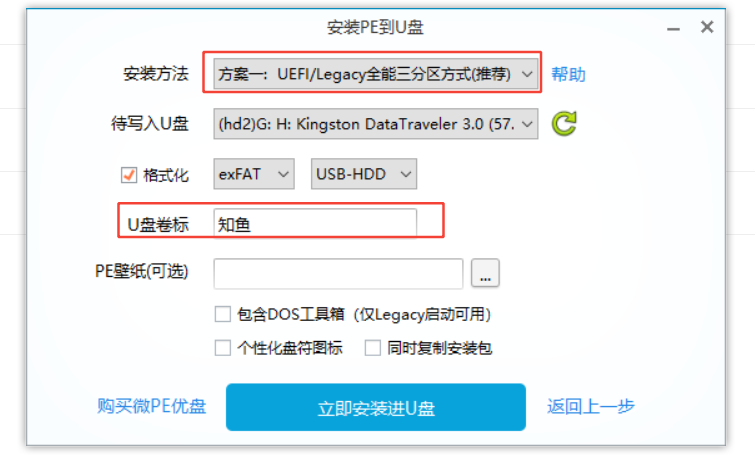 安装PE到U盘
安装方法 方案一：UEFI/Legacy全能三分区方式(推荐) 帮助
待写入U盘 (hd2)G: H: Kingston DataTraveler 3.0 (57.
格式化 exFAT USB-HDD
U盘卷标 知鱼
PE壁纸(可选) ...
包含DOS工具箱（仅Legacy启动可用）
个性化盘符图标 同时复制安装包
购买微PE优盘 立即安装进U盘 返回上一步